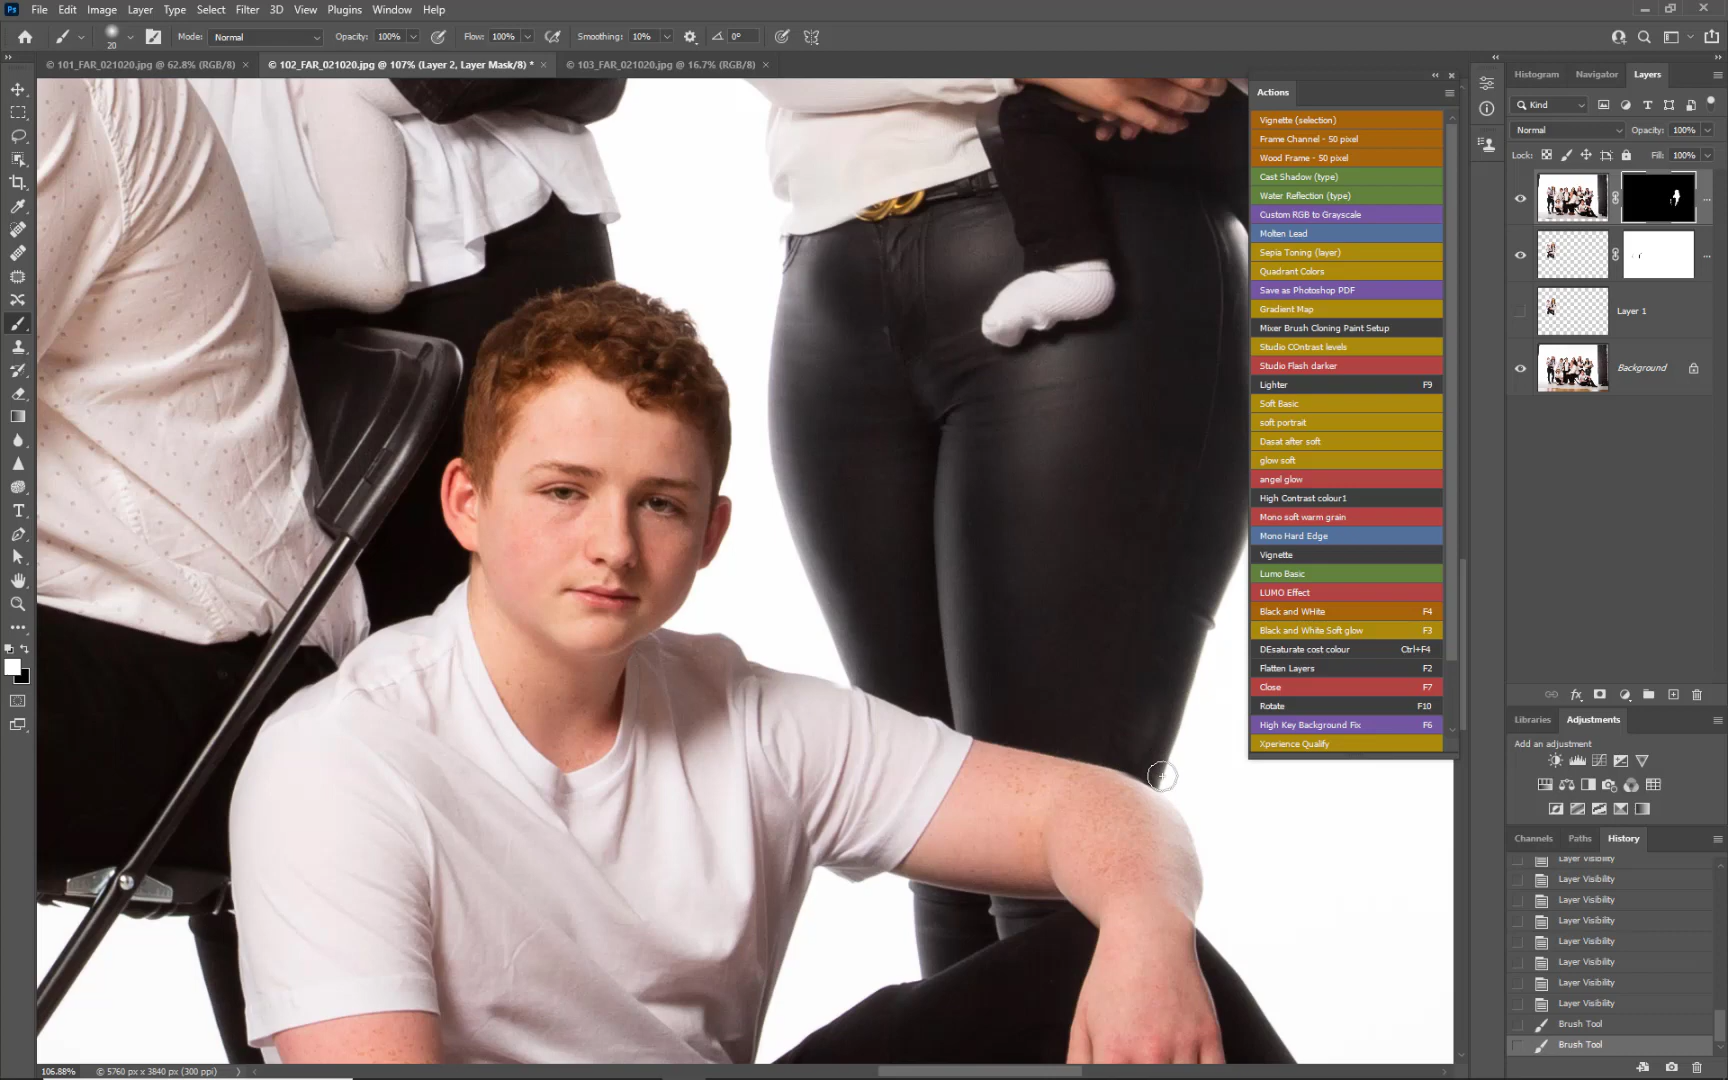 Ps File Edit Image Layer Type Select Filter 3D View Plugins Window Help
20 Mode: Normal Opacity: 100% Flow: 100% Smoothing: 10% 0°
© 101_FAR_021020.jpg @ 62.8% (RGB/8) × © 102_FAR_021020.jpg @ 107% (Layer 2, Layer Mask/8) * × © 103_FAR_021020.jpg @ 16.7% (RGB/8) ×
Actions
Vignette (selection)
Frame Channel - 50 pixel
Wood Frame - 50 pixel
Cast Shadow (type)
Water Reflection (type)
Custom RGB to Grayscale
Molten Lead
Sepia Toning (layer)
Quadrant Colors
Save as Photoshop PDF
Gradient Map
Mixer Brush Cloning Paint Setup
Studio COntrast levels
Studio Flash darker
Lighter F9
Soft Basic
soft portrait
Dasat after soft
glow soft
angel glow
High Contrast colour1
Mono soft warm grain
Mono Hard Edge
Vignette
Lumo Basic
LUMO Effect
Black and WHite F4
Black and White Soft glow F3
DEsaturate cost colour Ctrl+F4
Flatten Layers F2
Close F7
Rotate F10
High Key Background Fix F6
Xperience Qualify
Histogram Navigator Layers
Kind
Normal Opacity: 100%
Lock: Fill: 100%
Layer 1
Background
Libraries Adjustments
Add an adjustment
Channels Paths History
Layer Visibility
Layer Visibility
Layer Visibility
Layer Visibility
Layer Visibility
Layer Visibility
Layer Visibility
Layer Visibility
Brush Tool
Brush Tool
106.88% © 5760 px x 3840 px (300 ppi)